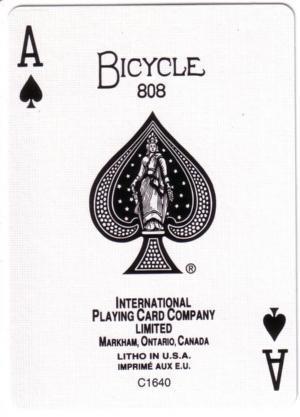 A
BICYCLE
808
®
INTERNATIONAL
PLAYING CARD COMPANY
LIMITED
MARKHAM, ONTARIO, CANADA
LITHO IN U.S.A.
IMPRIMÉ AUX E.U.
C1640
A